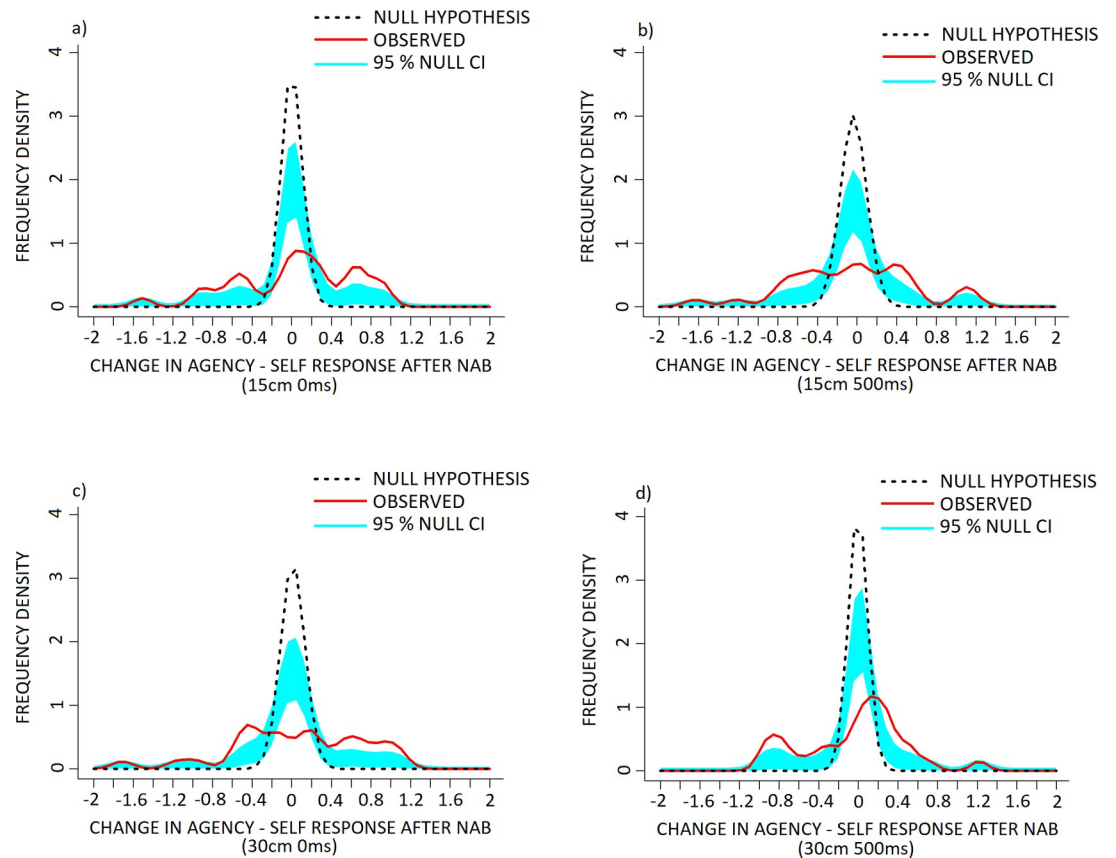 a)
NULL HYPOTHESIS
OBSERVED
95 % NULL CI
FREQUENCY DENSITY
4
3
2
1
0
-2 -1.6 -1.2 -0.8 -0.4 0 0.4 0.8 1.2 1.6 2
CHANGE IN AGENCY - SELF RESPONSE AFTER NAB
(15cm 0ms)
b)
NULL HYPOTHESIS
OBSERVED
95 % NULL CI
FREQUENCY DENSITY
4
3
2
1
0
-2 -1.6 -1.2 -0.8 -0.4 0 0.4 0.8 1.2 1.6 2
CHANGE IN AGENCY - SELF RESPONSE AFTER NAB
(15cm 500ms)
c)
NULL HYPOTHESIS
OBSERVED
95 % NULL CI
FREQUENCY DENSITY
4
3
2
1
0
-2 -1.6 -1.2 -0.8 -0.4 0 0.4 0.8 1.2 1.6 2
CHANGE IN AGENCY - SELF RESPONSE AFTER NAB
(30cm 0ms)
d)
NULL HYPOTHESIS
OBSERVED
95 % NULL CI
FREQUENCY DENSITY
4
3
2
1
0
-2 -1.2 -0.8 -0.4 0 0.4 0.8 1.2 1.6 2
CHANGE IN AGENCY - SELF RESPONSE AFTER NAB
(30cm 500ms)